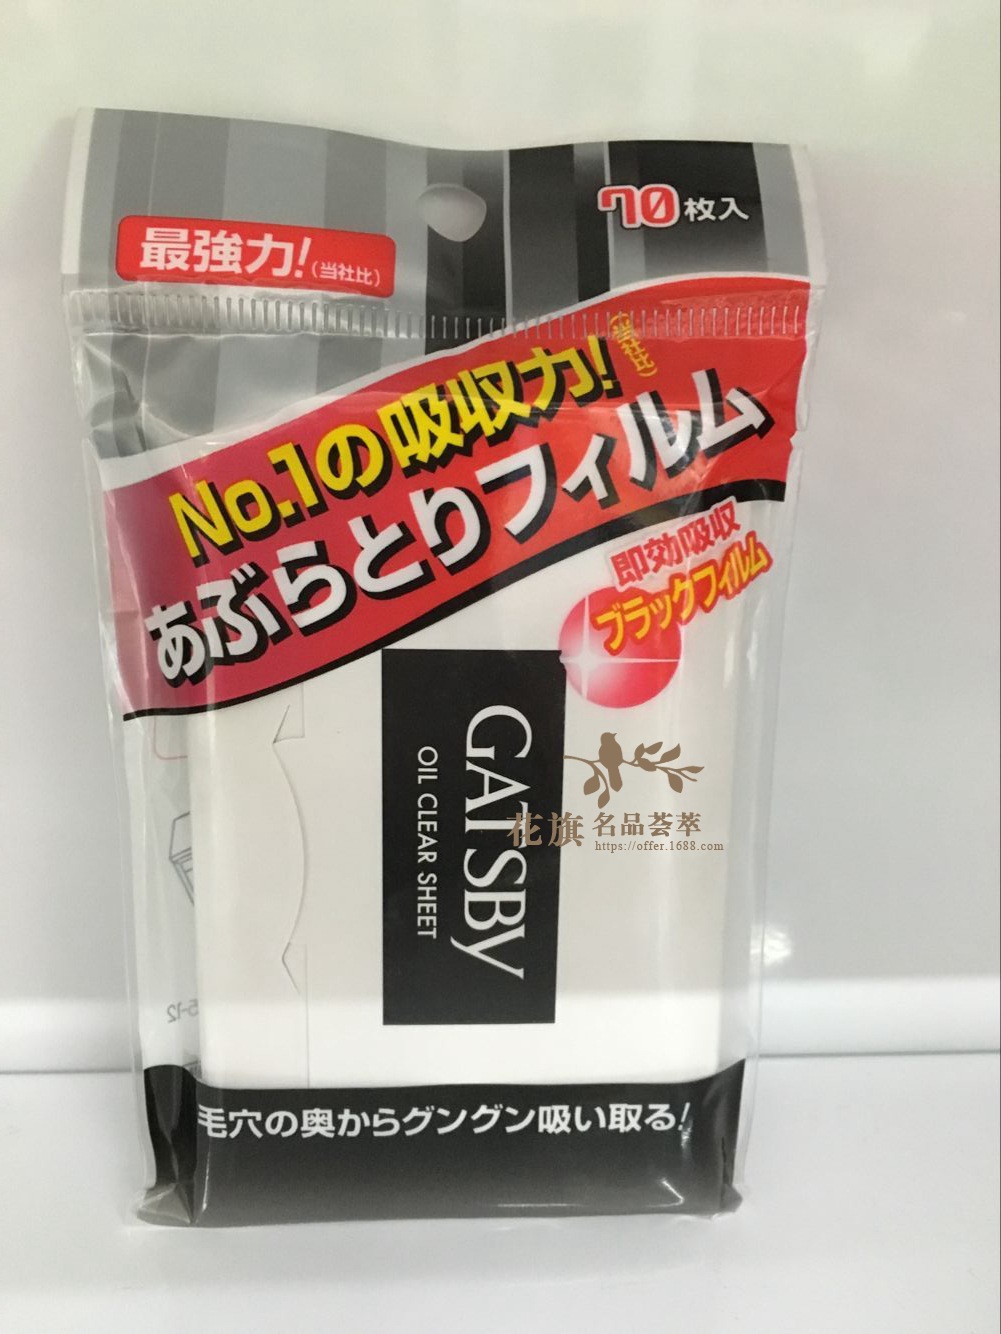 70枚入
最強力!(当社比)
No.1の吸収力!(当社比)
あぶらとりフィルム
即効吸収
ブラックフィルム
GATSBY
OIL CLEAR SHEET
花旗 名品荟萃
https://offer.1688.com
毛穴の奥からグングン吸い取る!